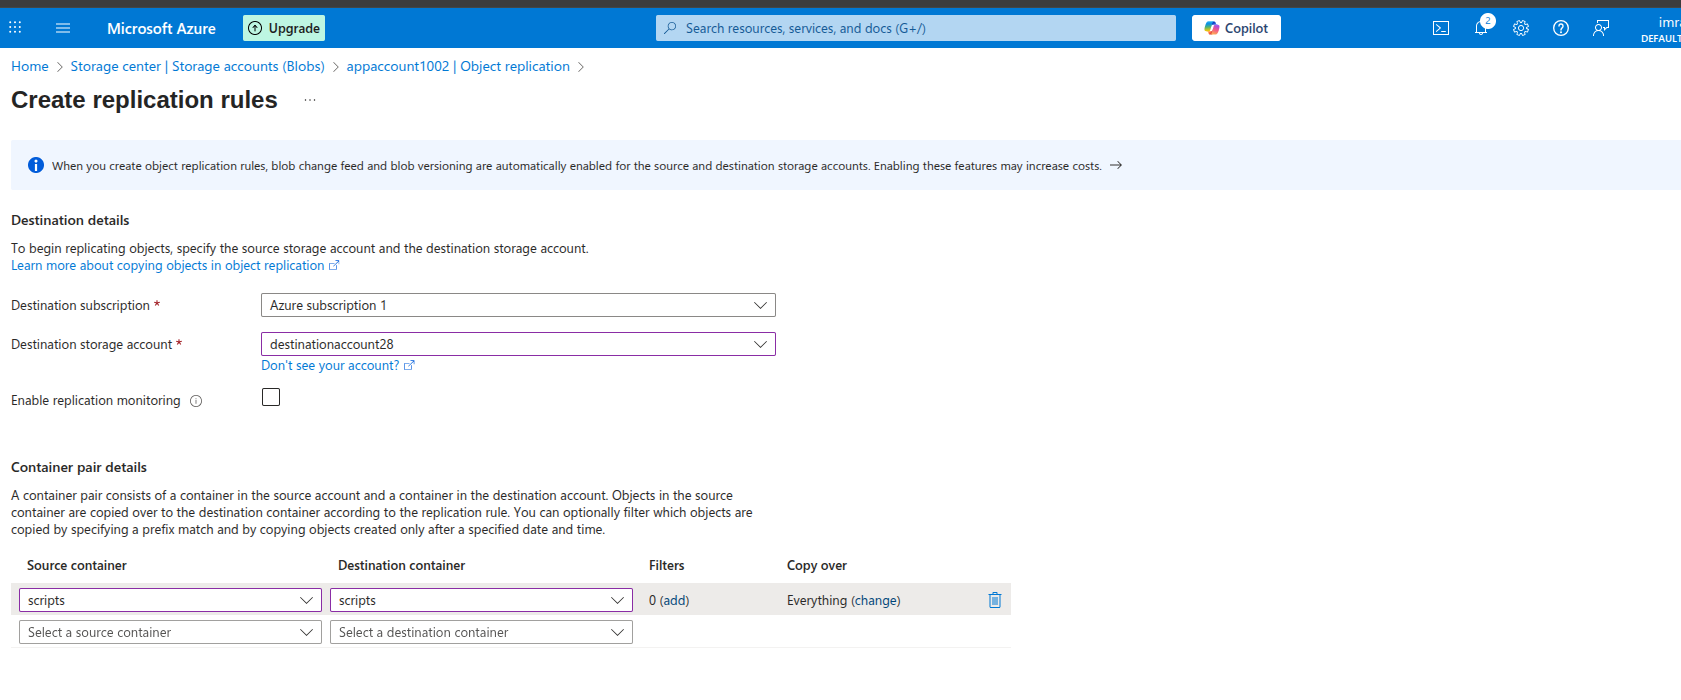 Microsoft Azure
Upgrade
Search resources, services, and docs (G+/)
Copilot
2
imra
DEFAULT
Home > Storage center | Storage accounts (Blobs) > appaccount1002 | Object replication >
Create replication rules ...
When you create object replication rules, blob change feed and blob versioning are automatically enabled for the source and destination storage accounts. Enabling these features may increase costs. →
Destination details
To begin replicating objects, specify the source storage account and the destination storage account.
Learn more about copying objects in object replication
Destination subscription *
Azure subscription 1
Destination storage account *
destinationaccount28
Don't see your account?
Enable replication monitoring
Container pair details
A container pair consists of a container in the source account and a container in the destination account. Objects in the source
container are copied over to the destination container according to the replication rule. You can optionally filter which objects are
copied by specifying a prefix match and by copying objects created only after a specified date and time.
Source container Destination container Filters Copy over
scripts scripts 0 (add) Everything (change)
Select a source container Select a destination container